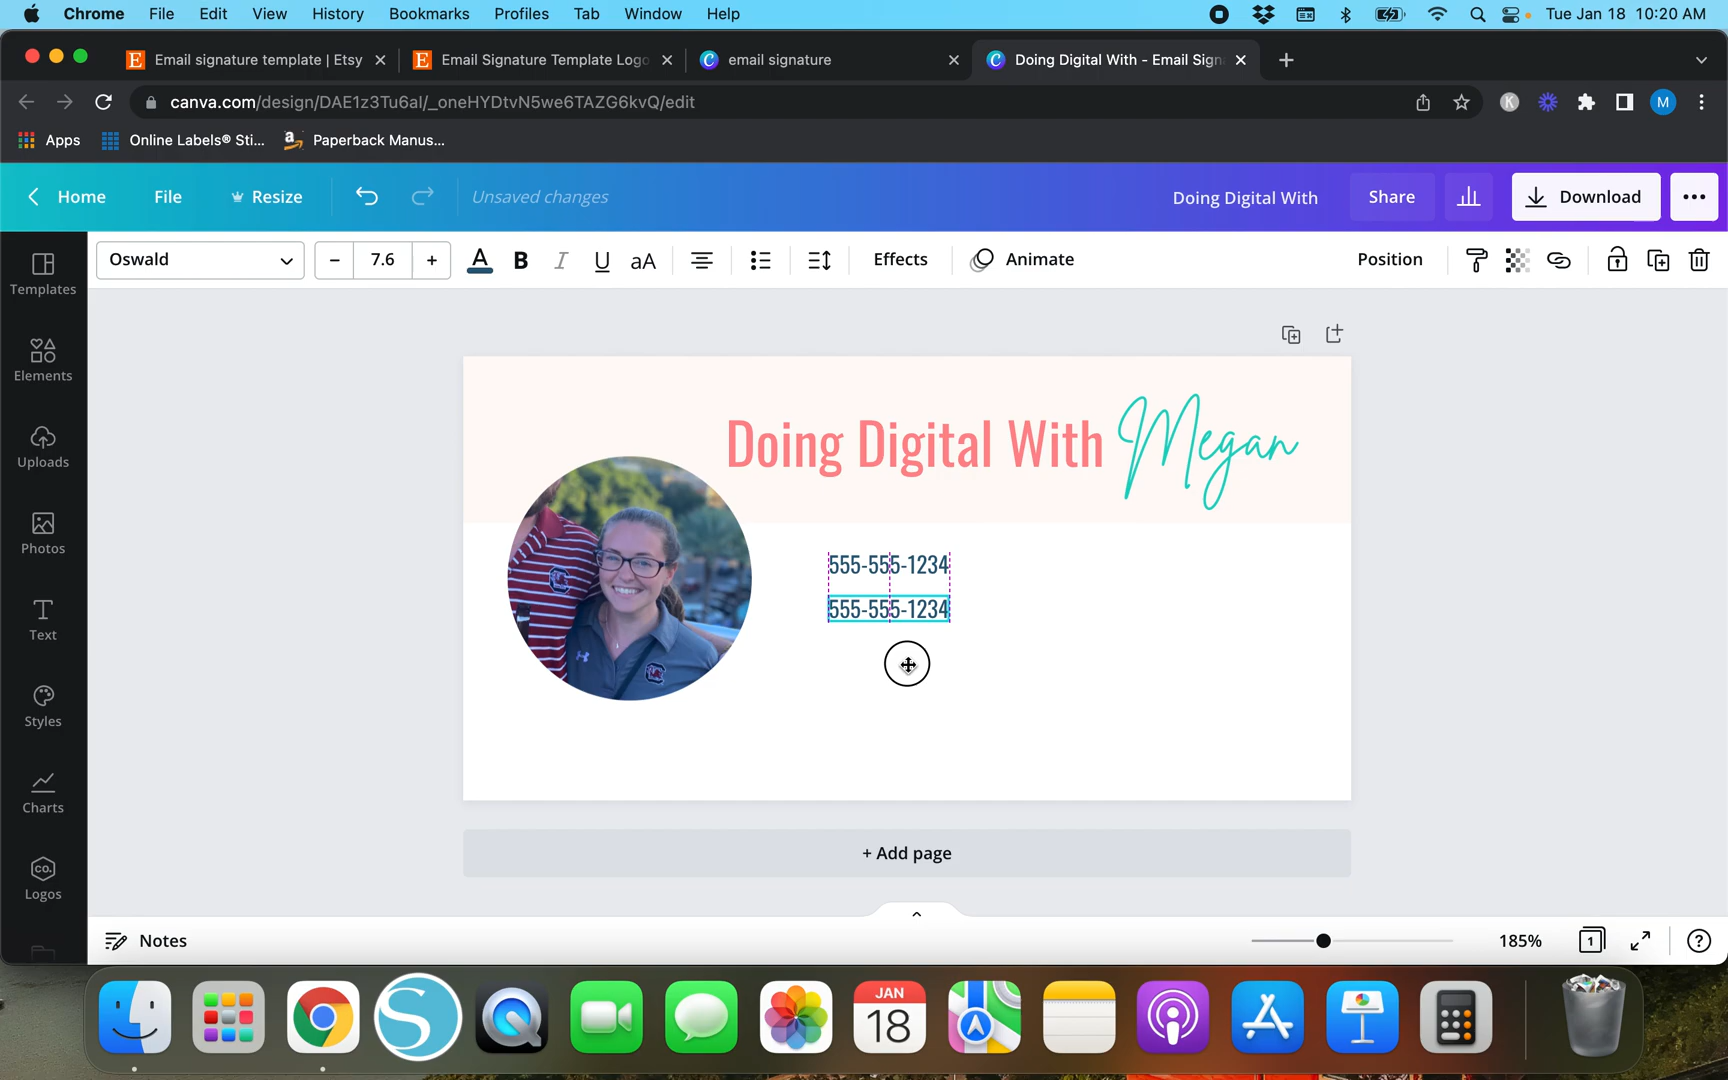 Chrome File Edit View History Bookmarks Profiles Tab Window Help Tue Jan 18 10:20 AM
Email signature template | Etsy Email Signature Template Logo email signature Doing Digital With - Email Sign
canva.com/design/DAE1z3Tu6aI/_oneHYDtvN5we6TAZG6kvQ/edit K M
Apps Online Labels® Sti... Paperback Manus...
Home File Resize Unsaved changes Doing Digital With Share Download
Oswald 7.6 A B I U aA Effects Animate Position
Templates
Elements
Uploads
Photos
Text
Styles
Charts
co.
Logos
Doing Digital With Megan
555-555-1234
555-555-1234
+ Add page
Notes 185% 1
JAN
18